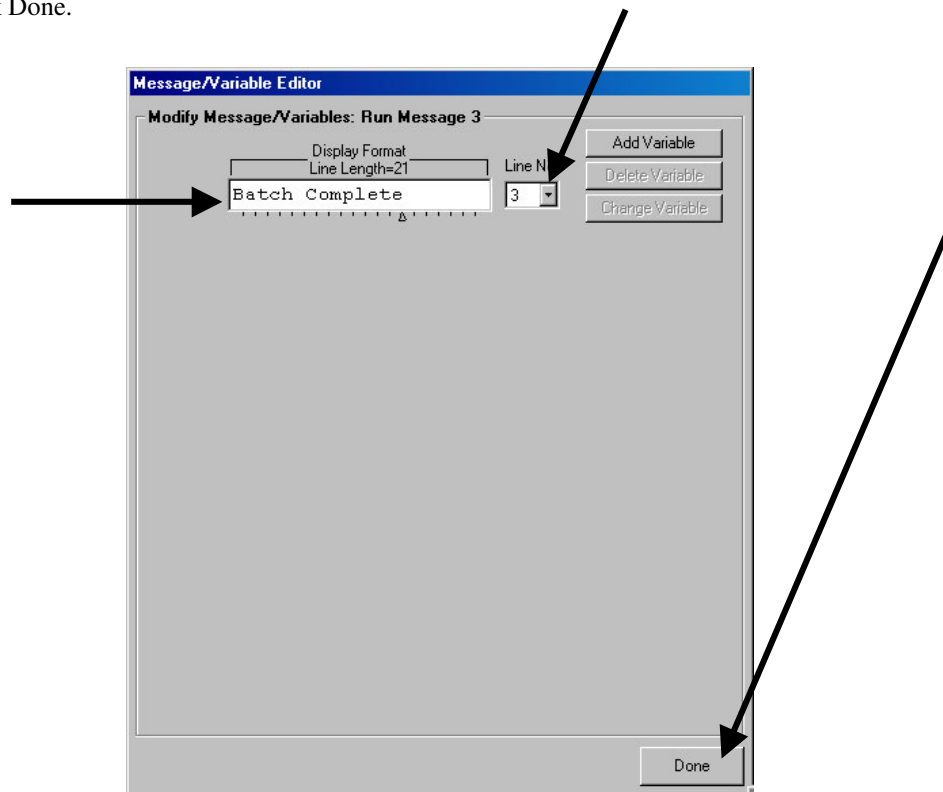 Done.
Message/Variable Editor
Modify Message/Variables: Run Message 3
Display Format
Line Length=21
Line
Batch Complete
3
Add Variable
Delete Variable
Change Variable
Done